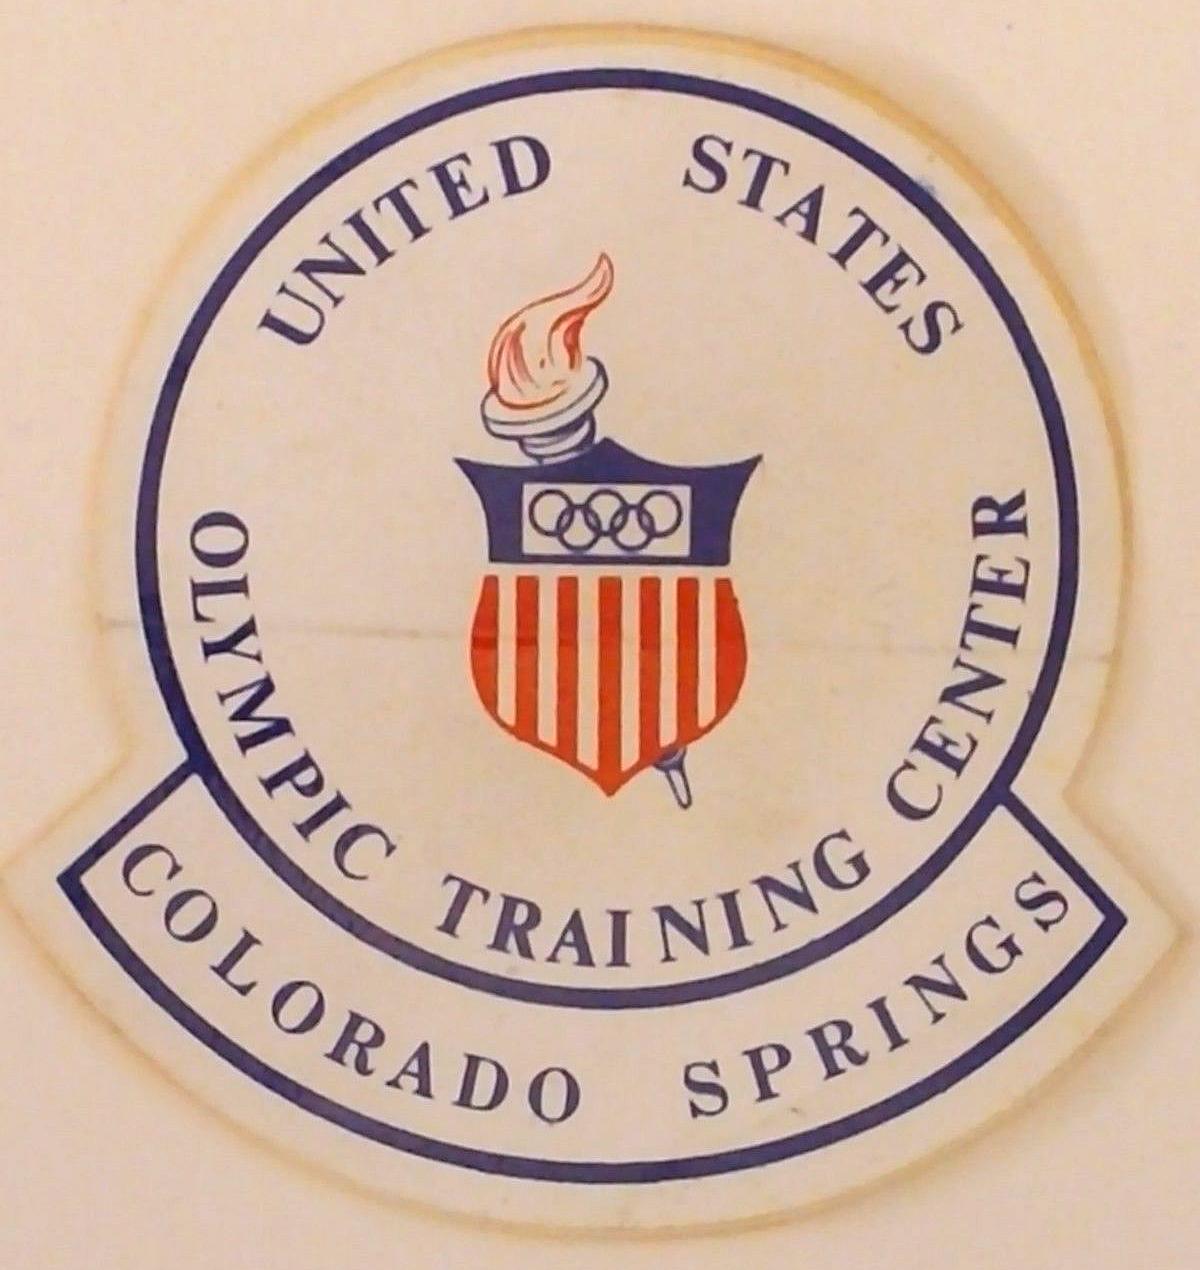 UNITED STATES
OLYMPIC TRAINING CENTER
COLORADO SPRINGS